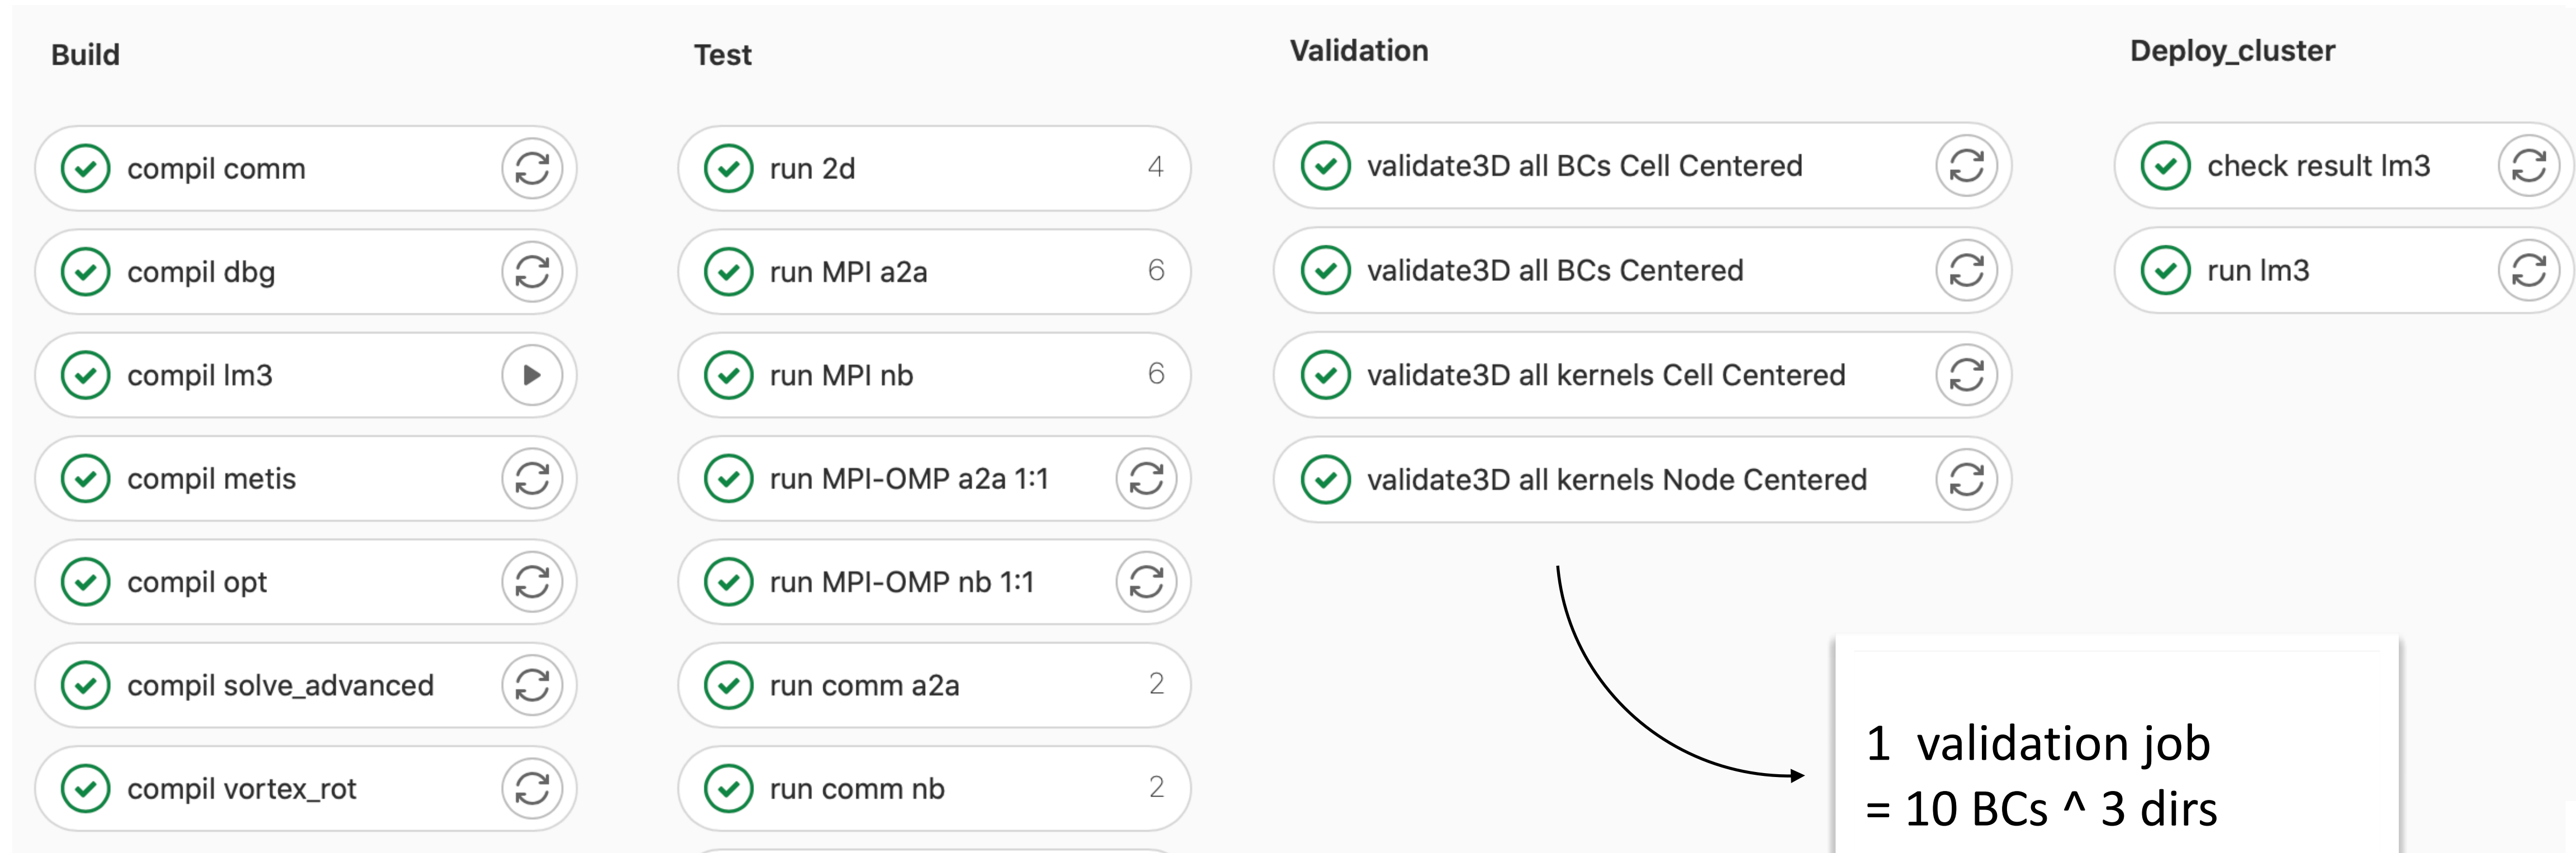 Build
compil comm
compil dbg
compil lm3
compil metis
compil opt
compil solve_advanced
compil vortex_rot
Test
run 2d 4
run MPI a2a 6
run MPI nb 6
run MPI-OMP a2a 1:1
run MPI-OMP nb 1:1
run comm a2a 2
run comm nb 2
Validation
validate3D all BCs Cell Centered
validate3D all BCs Centered
validate3D all kernels Cell Centered
validate3D all kernels Node Centered
Deploy_cluster
check result lm3
run lm3
1 validation job
= 10 BCs ^ 3 dirs